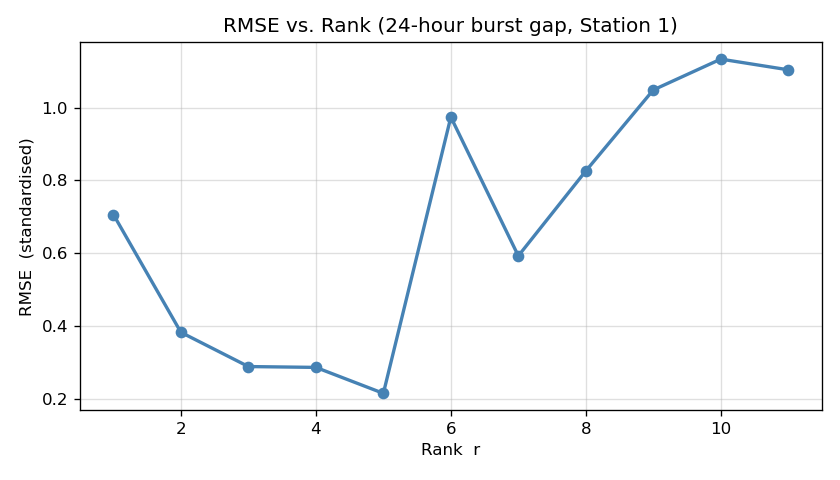 RMSE vs. Rank (24-hour burst gap, Station 1)
RMSE (standardised)
1.0
0.8
0.6
0.4
0.2
2 4 6 8 10
Rank r